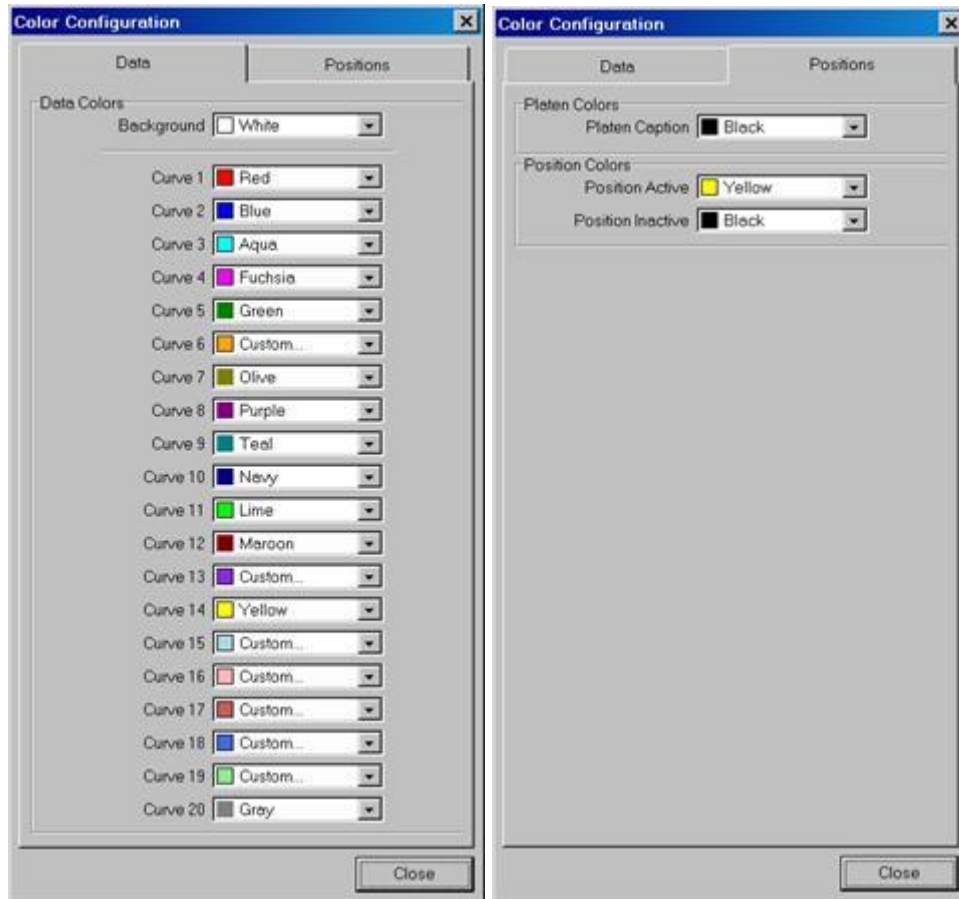 Color Configuration
Data Positions
Data Colors
Background White
Curve 1 Red
Curve 2 Blue
Curve 3 Aqua
Curve 4 Fuchsia
Curve 5 Green
Curve 6 Custom...
Curve 7 Olive
Curve 8 Purple
Curve 9 Teal
Curve 10 Navy
Curve 11 Lime
Curve 12 Maroon
Curve 13 Custom...
Curve 14 Yellow
Curve 15 Custom...
Curve 16 Custom...
Curve 17 Custom...
Curve 18 Custom...
Curve 19 Custom...
Curve 20 Gray
Close
Color Configuration
Data Positions
Platen Colors
Platen Caption Black
Position Colors
Position Active Yellow
Position Inactive Black
Close